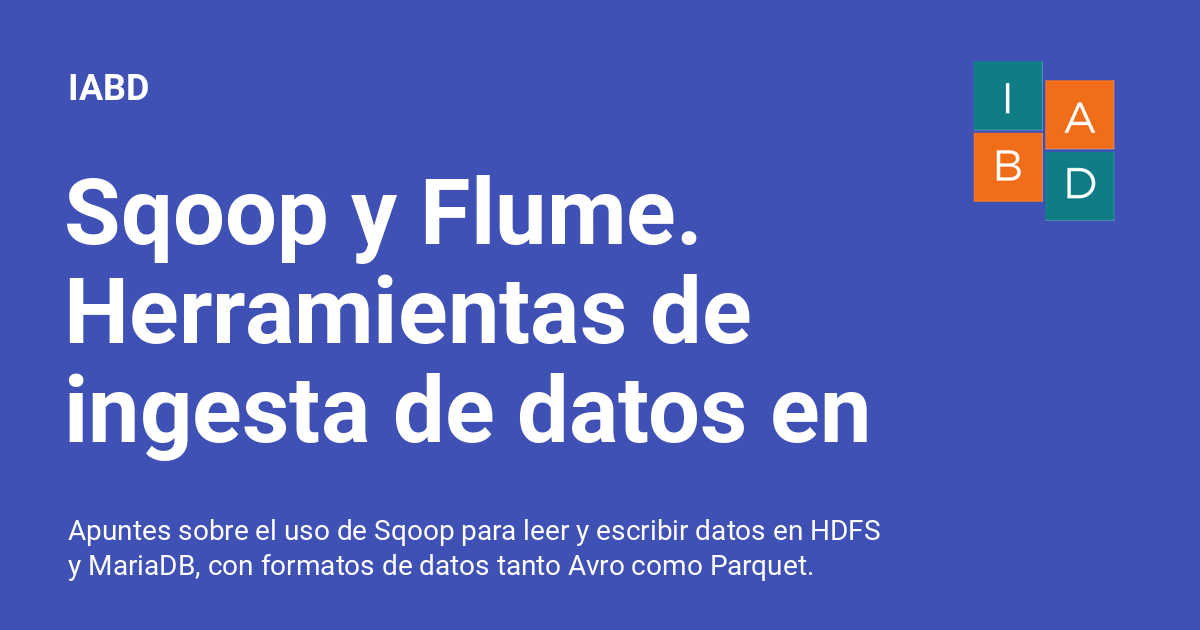 IABD
I A
B D
Sqoop y Flume.
Herramientas de
ingesta de datos en
Apuntes sobre el uso de Sqoop para leer y escribir datos en HDFS
y MariaDB, con formatos de datos tanto Avro como Parquet.